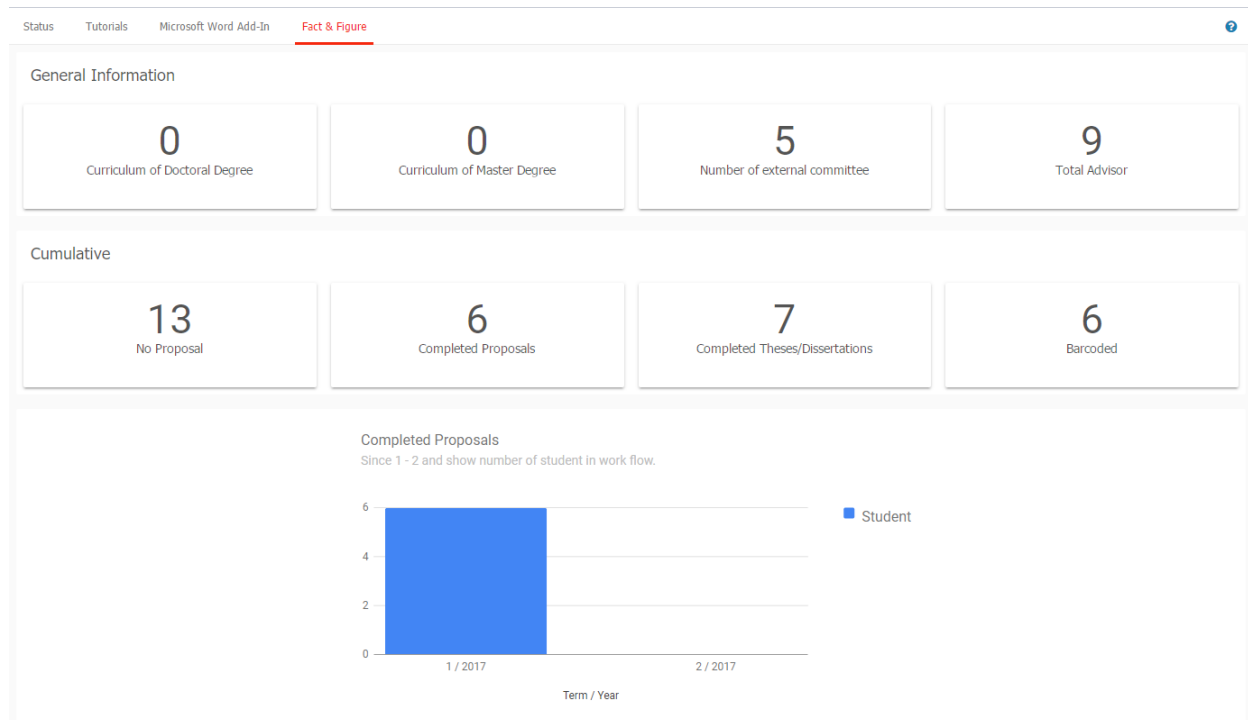 Status Tutorials Microsoft Word Add-In Fact & Figure ?
General Information
0 0 5 9
Curriculum of Doctoral Degree Curriculum of Master Degree Number of external committee Total Advisor
Cumulative
13 6 7 6
No Proposal Completed Proposals Completed Theses/Dissertations Barcoded
Completed Proposals
Since 1 - 2 and show number of student in work flow.
6
Student
4
2
0
1 / 2017 2 / 2017
Term / Year